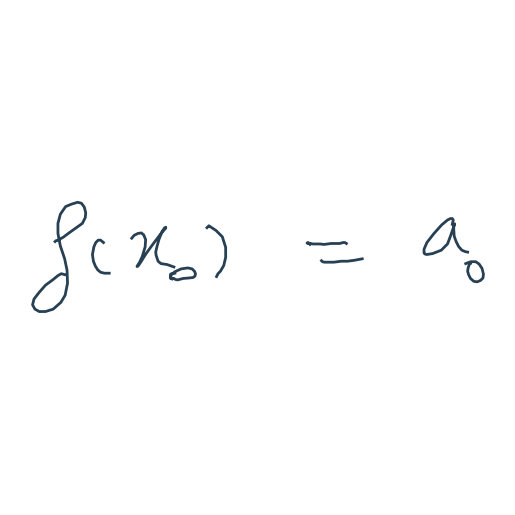 f(x₀) = a₀